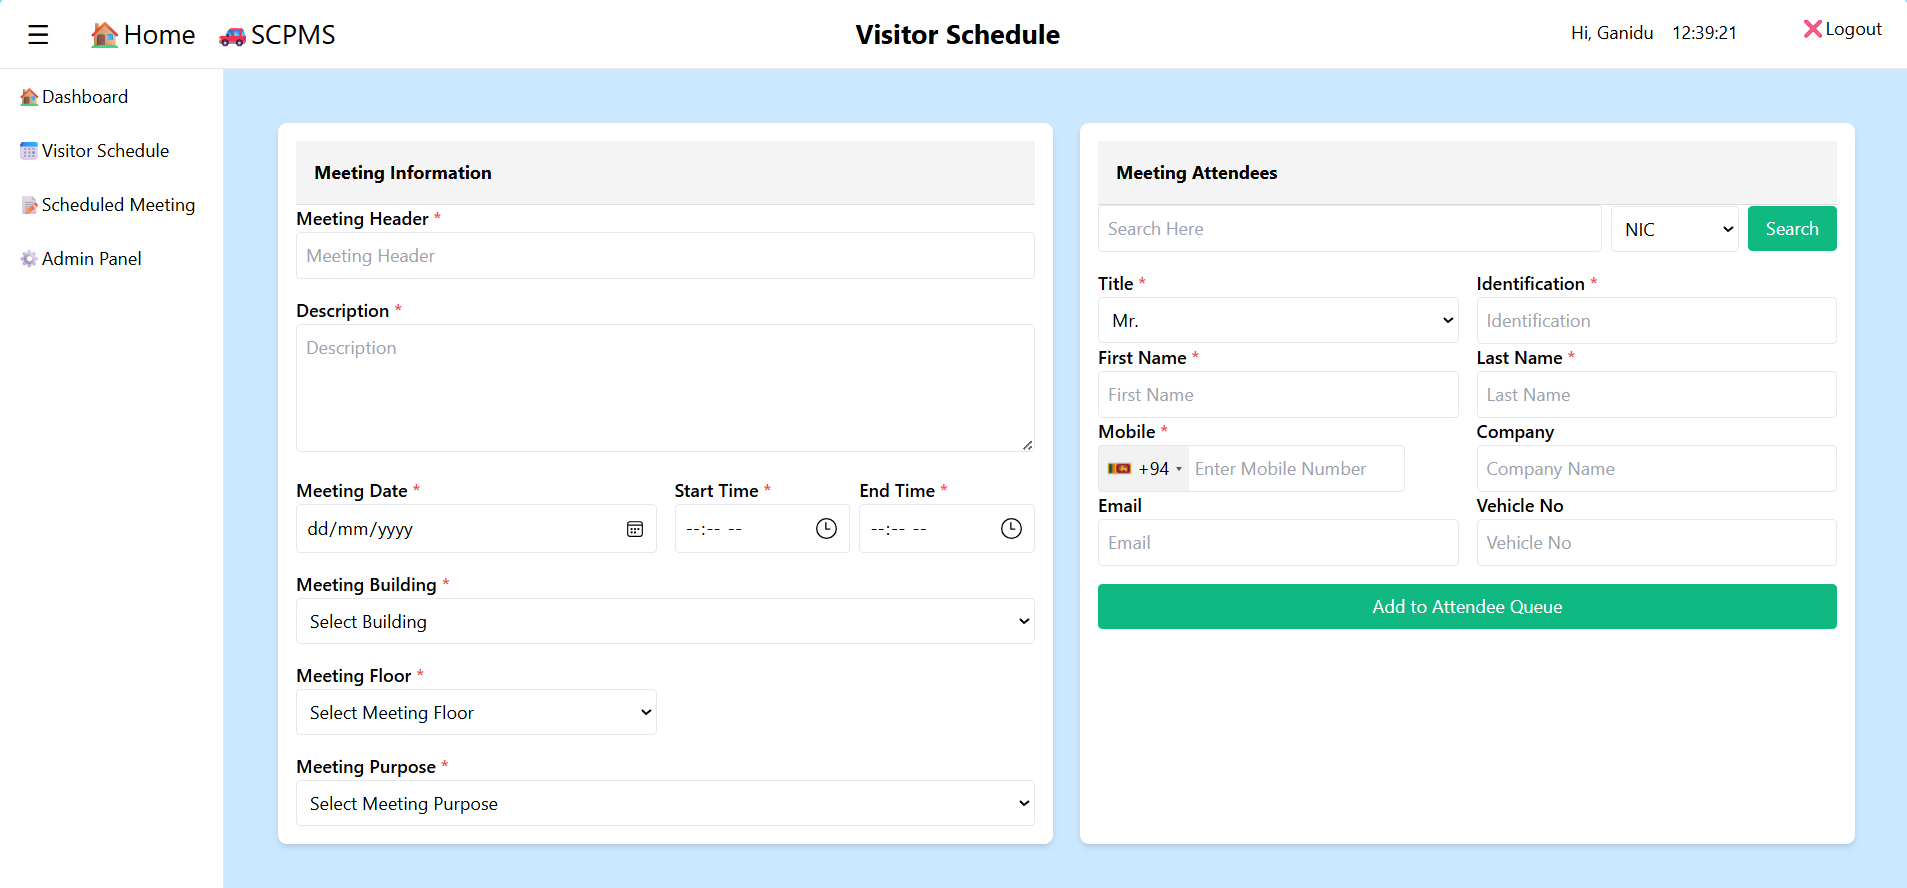 ☰ Home SCPMS Visitor Schedule Hi, Ganidu 12:39:21 Logout
Dashboard
Visitor Schedule
Scheduled Meeting
Admin Panel
Meeting Information
Meeting Header *
Meeting Header
Description *
Description
Meeting Date * Start Time * End Time *
dd/mm/yyyy --:-- -- --:-- --
Meeting Building *
Select Building
Meeting Floor *
Select Meeting Floor
Meeting Purpose *
Select Meeting Purpose
Meeting Attendees
Search Here NIC Search
Title * Identification *
Mr. Identification
First Name * Last Name *
First Name Last Name
Mobile * Company
+94 Enter Mobile Number Company Name
Email Vehicle No
Email Vehicle No
Add to Attendee Queue